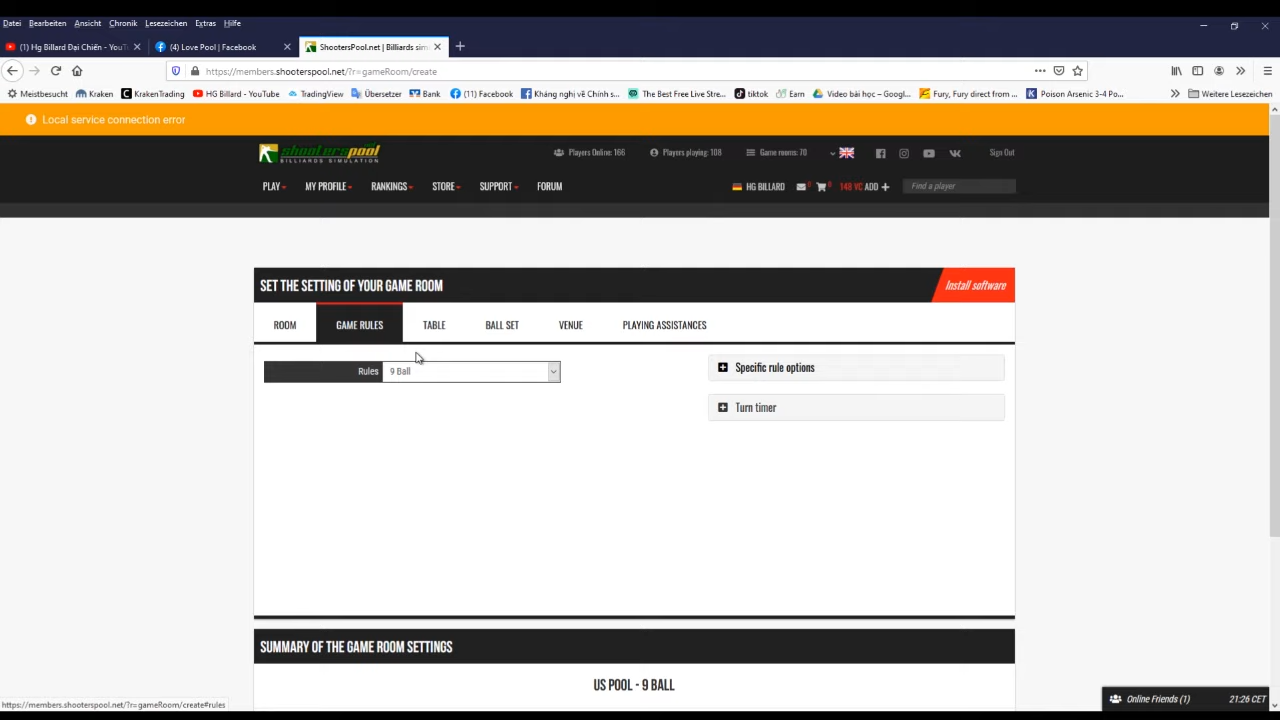 Datei Bearbeiten Ansicht Chronik Lesezeichen Extras Hilfe
(1) Hg Billard Đại Chiến - YouTu
(4) Love Pool | Facebook
ShootersPool.net | Billiards sim
https://members.shooterspool.net/?r=gameRoom/create
Meistbesucht Kraken KrakenTrading HG Billard - YouTube TradingView Übersetzer Bank (11) Facebook Kháng nghị về Chính s... The Best Free Live Stre... tiktok Earn Video bài học – Googl... Fury, Fury direct from ... Poison Arsenic 3-4 Po... Weitere Lesezeichen
Local service connection error
shooterspool
BILLIARDS SIMULATION
Players Online: 166 Players playing: 108 Game rooms: 70 Sign Out
PLAY MY PROFILE RANKINGS STORE SUPPORT FORUM HG BILLARD 148 VC ADD Find a player
SET THE SETTING OF YOUR GAME ROOM
Install software
ROOM GAME RULES TABLE BALL SET VENUE PLAYING ASSISTANCES
Rules 9 Ball
Specific rule options
Turn timer
SUMMARY OF THE GAME ROOM SETTINGS
US POOL - 9 BALL
https://members.shooterspool.net/?r=gameRoom/create#rules
Online Friends (1) 21:26 CET